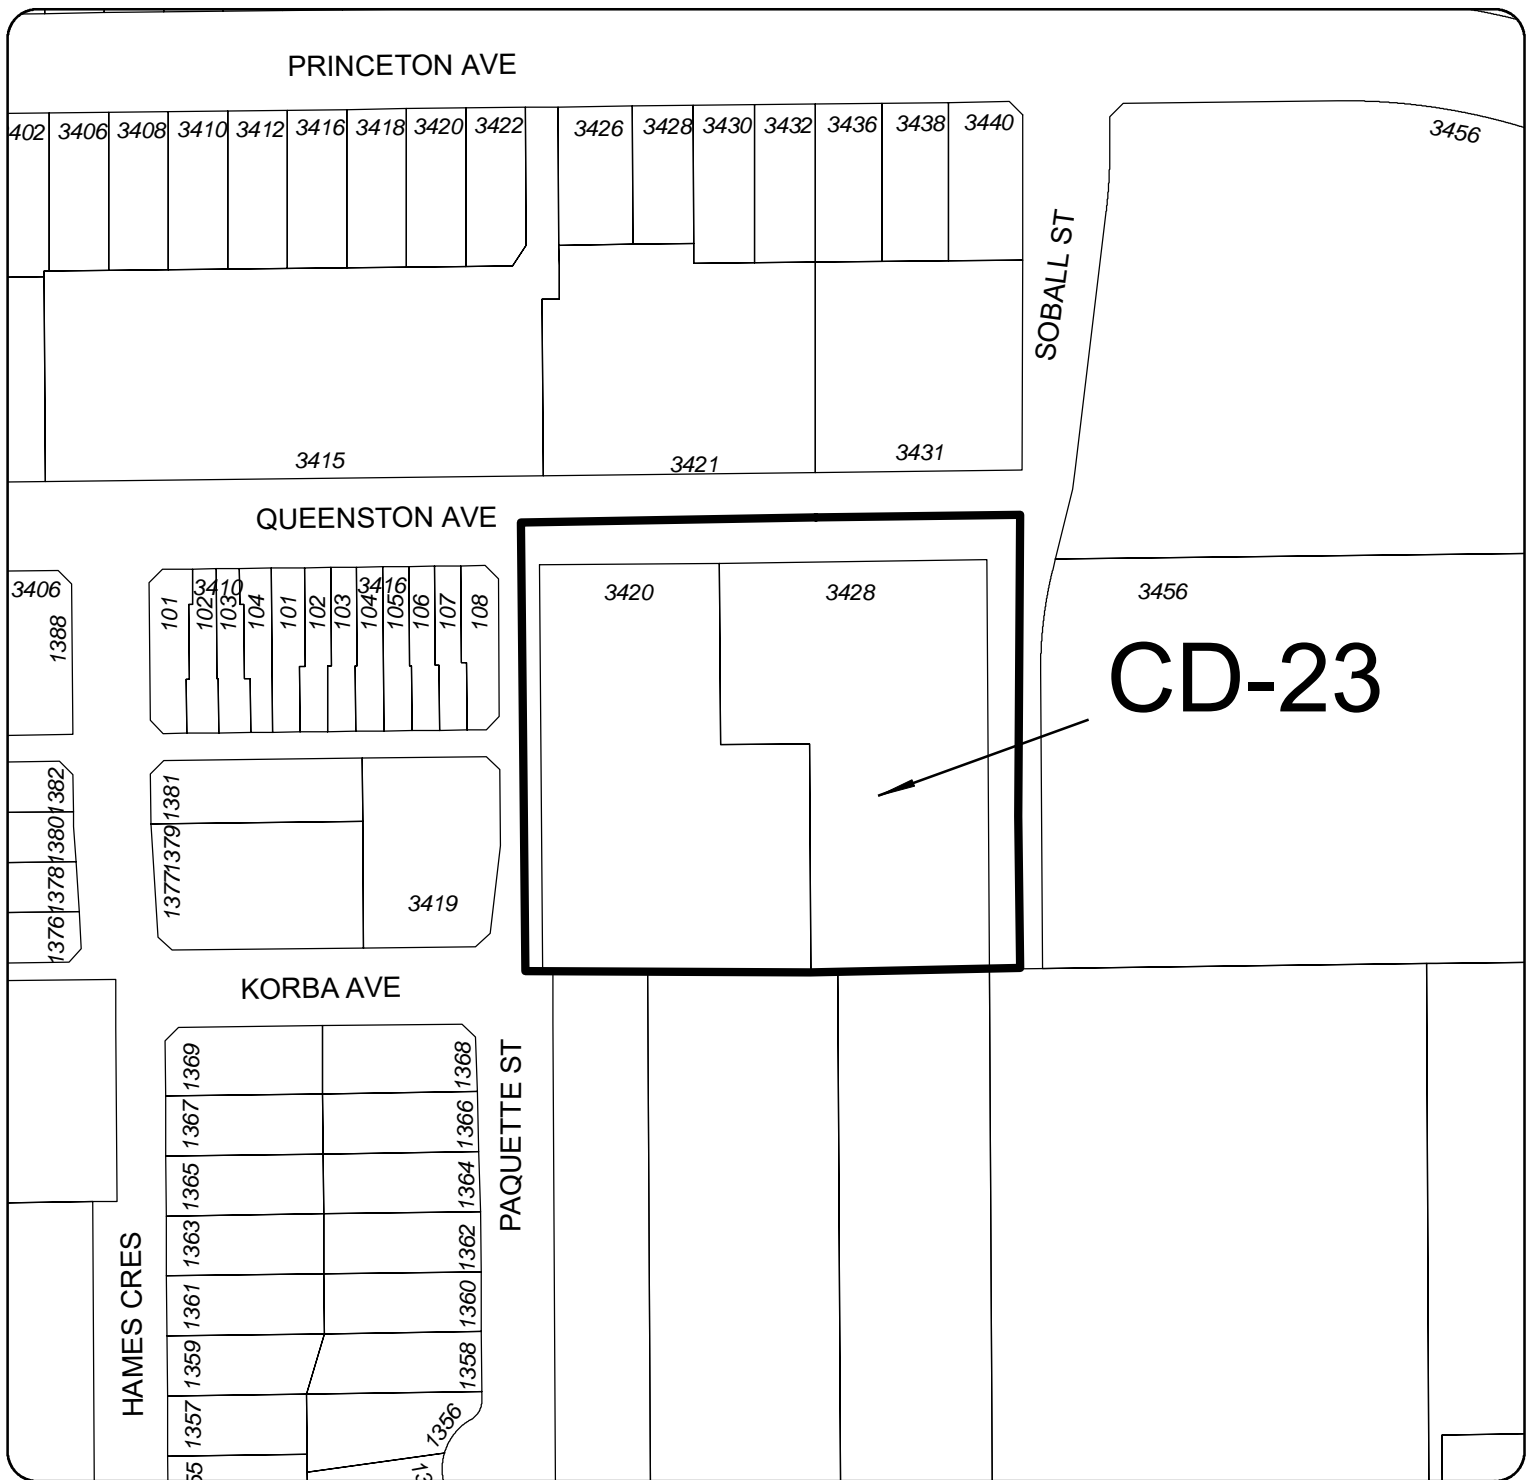 PRINCETON AVE
402 3406 3408 3410 3412 3416 3418 3420 3422 3426 3428 3430 3432 3436 3438 3440
3456
SOBALL ST
3415 3421 3431
QUEENSTON AVE
3406
1388
3410 3416
101 102 103 104 101 102 103 104 105 106 107 108
3420 3428 3456
CD-23
1382
1380
1378
1376
1381
1379
1377
3419
KORBA AVE
1369 1368
1367 1366
1365 1364
1363 1362
1361 1360
1359 1358
1357 1356
55 13
PAQUETTE ST
HAMES CRES